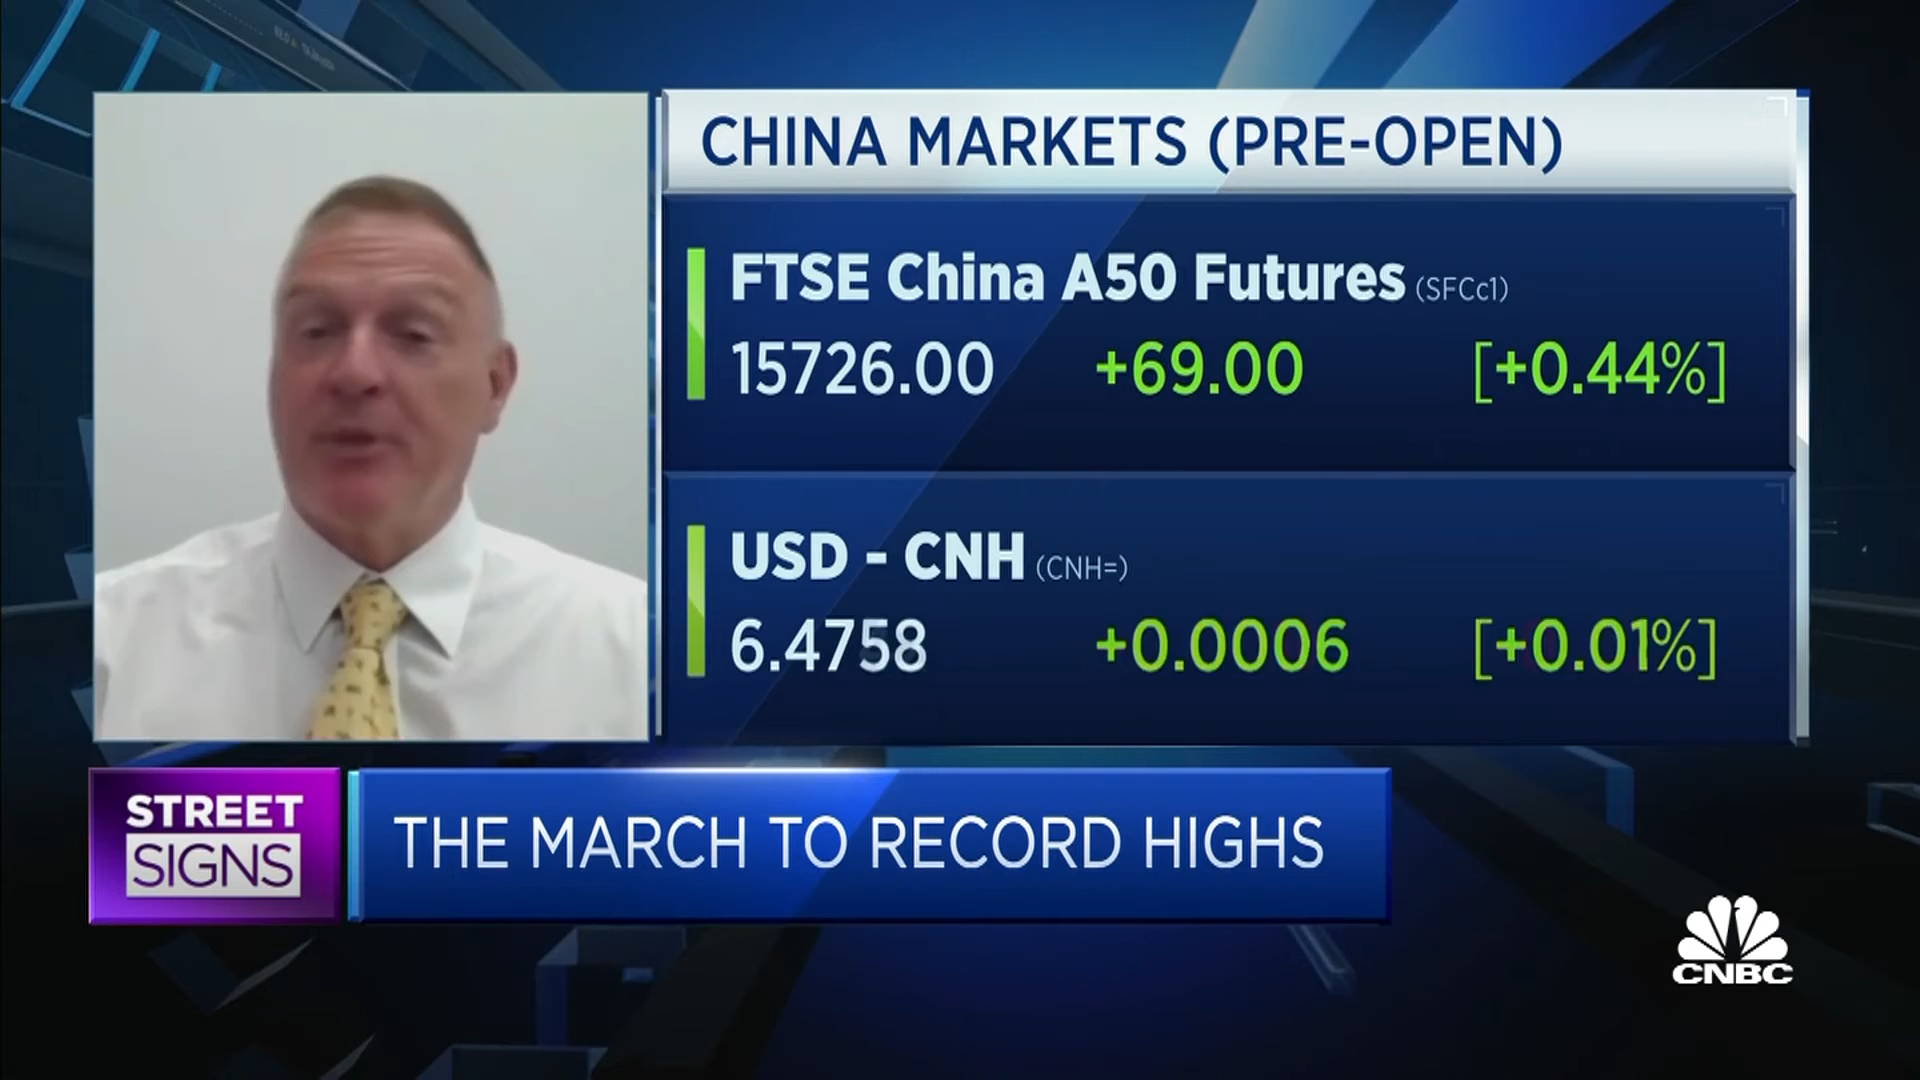 CHINA MARKETS (PRE-OPEN)
FTSE China A50 Futures (SFCc1)
15726.00 +69.00 [+0.44%]
USD - CNH (CNH=)
6.4758 +0.0006 [+0.01%]
STREET
SIGNS
THE MARCH TO RECORD HIGHS
CNBC